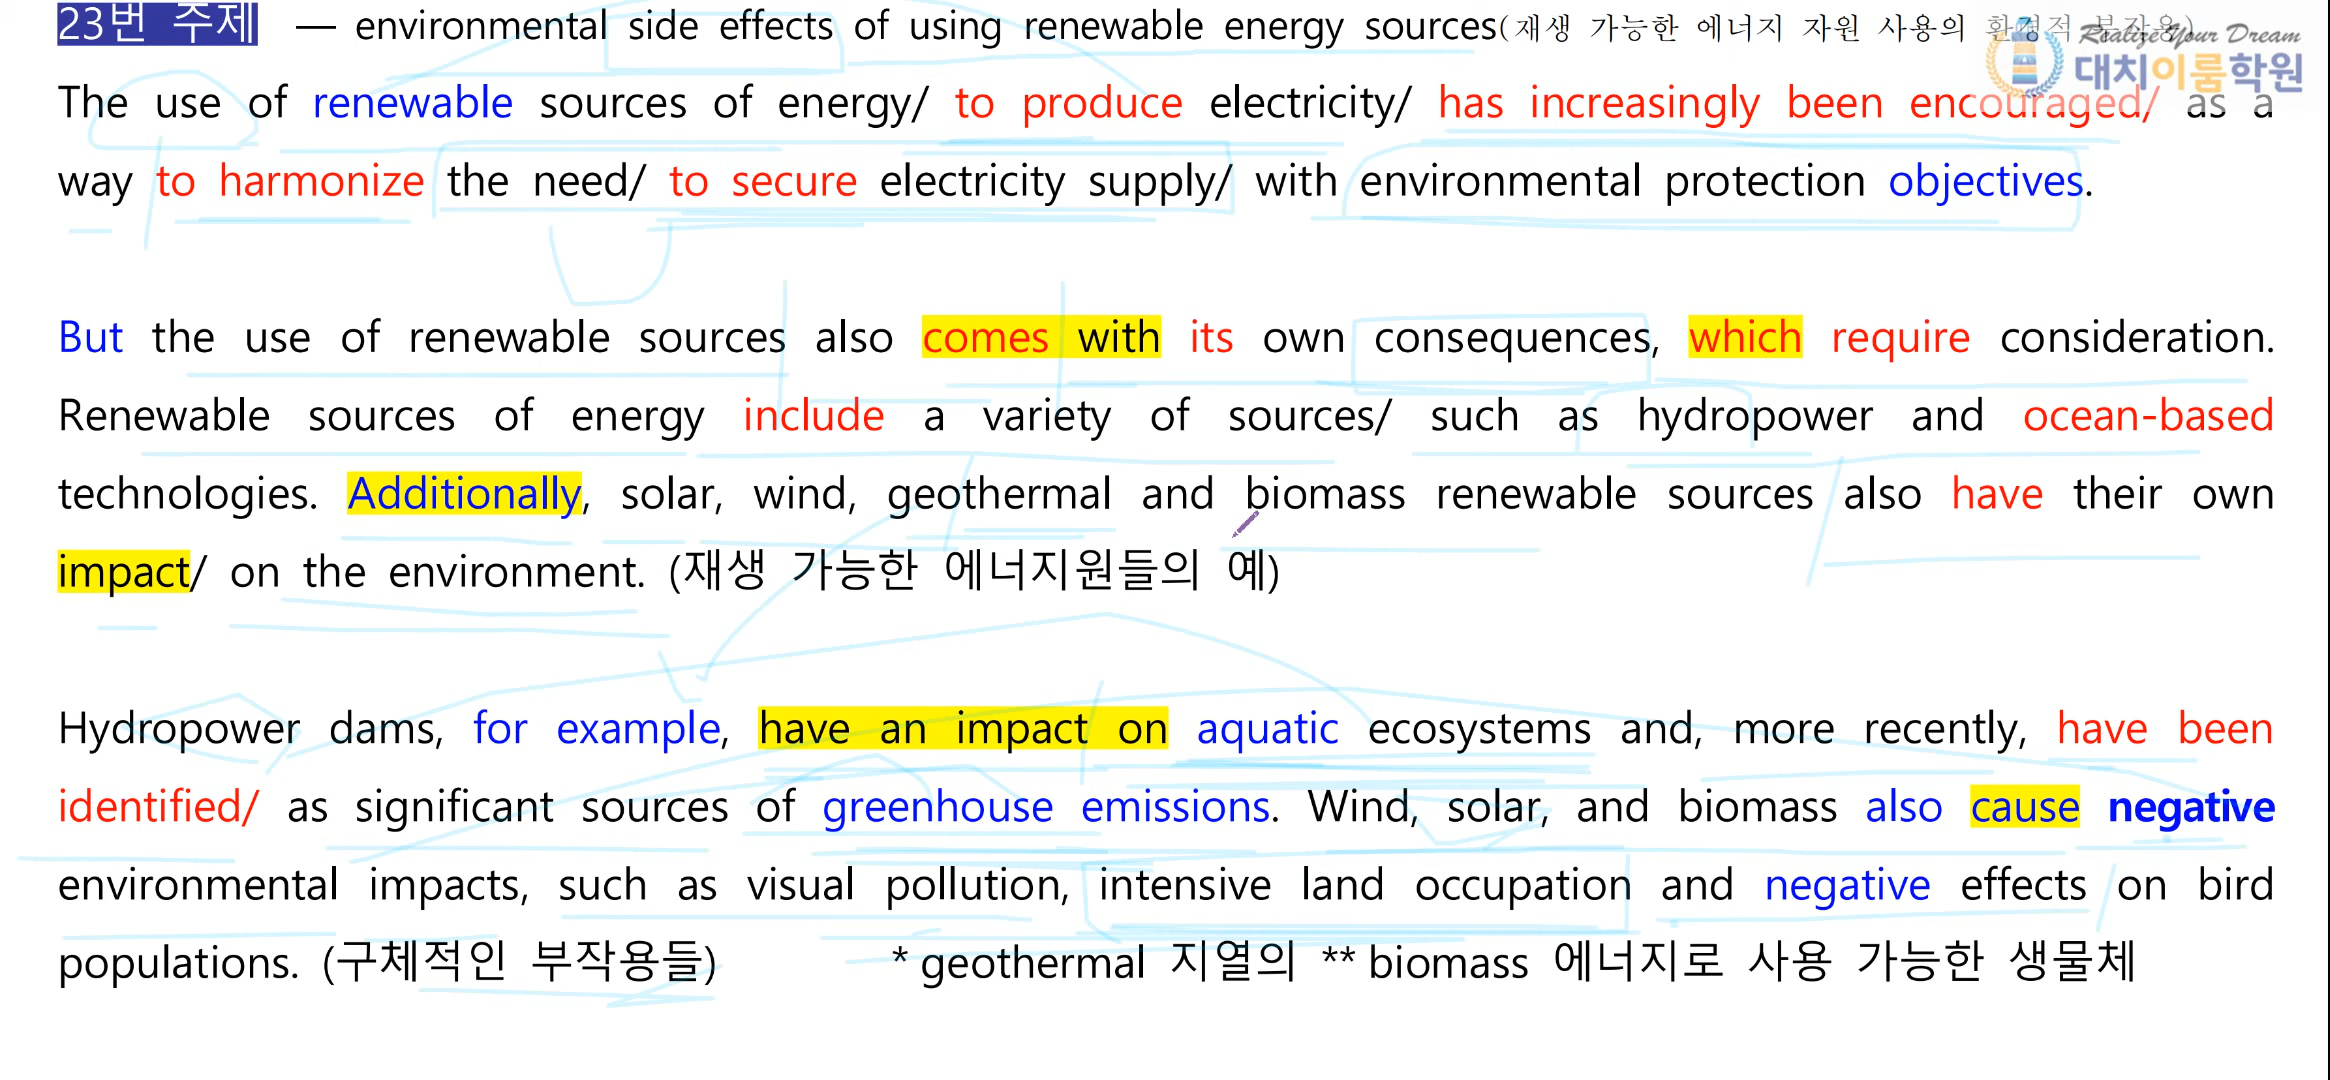 23번 주제 — environmental side effects of using renewable energy sources(재생 가능한 에너지 자원 사용의 환경적 부작용)
Realize Your Dream
대치이룸학원
The use of renewable sources of energy/ to produce electricity/ has increasingly been encouraged/ as a
way to harmonize the need/ to secure electricity supply/ with environmental protection objectives.
But the use of renewable sources also comes with its own consequences, which require consideration.
Renewable sources of energy include a variety of sources/ such as hydropower and ocean-based
technologies. Additionally, solar, wind, geothermal and biomass renewable sources also have their own
impact/ on the environment. (재생 가능한 에너지원들의 예)
Hydropower dams, for example, have an impact on aquatic ecosystems and, more recently, have been
identified/ as significant sources of greenhouse emissions. Wind, solar, and biomass also cause negative
environmental impacts, such as visual pollution, intensive land occupation and negative effects on bird
populations. (구체적인 부작용들) * geothermal 지열의 ** biomass 에너지로 사용 가능한 생물체